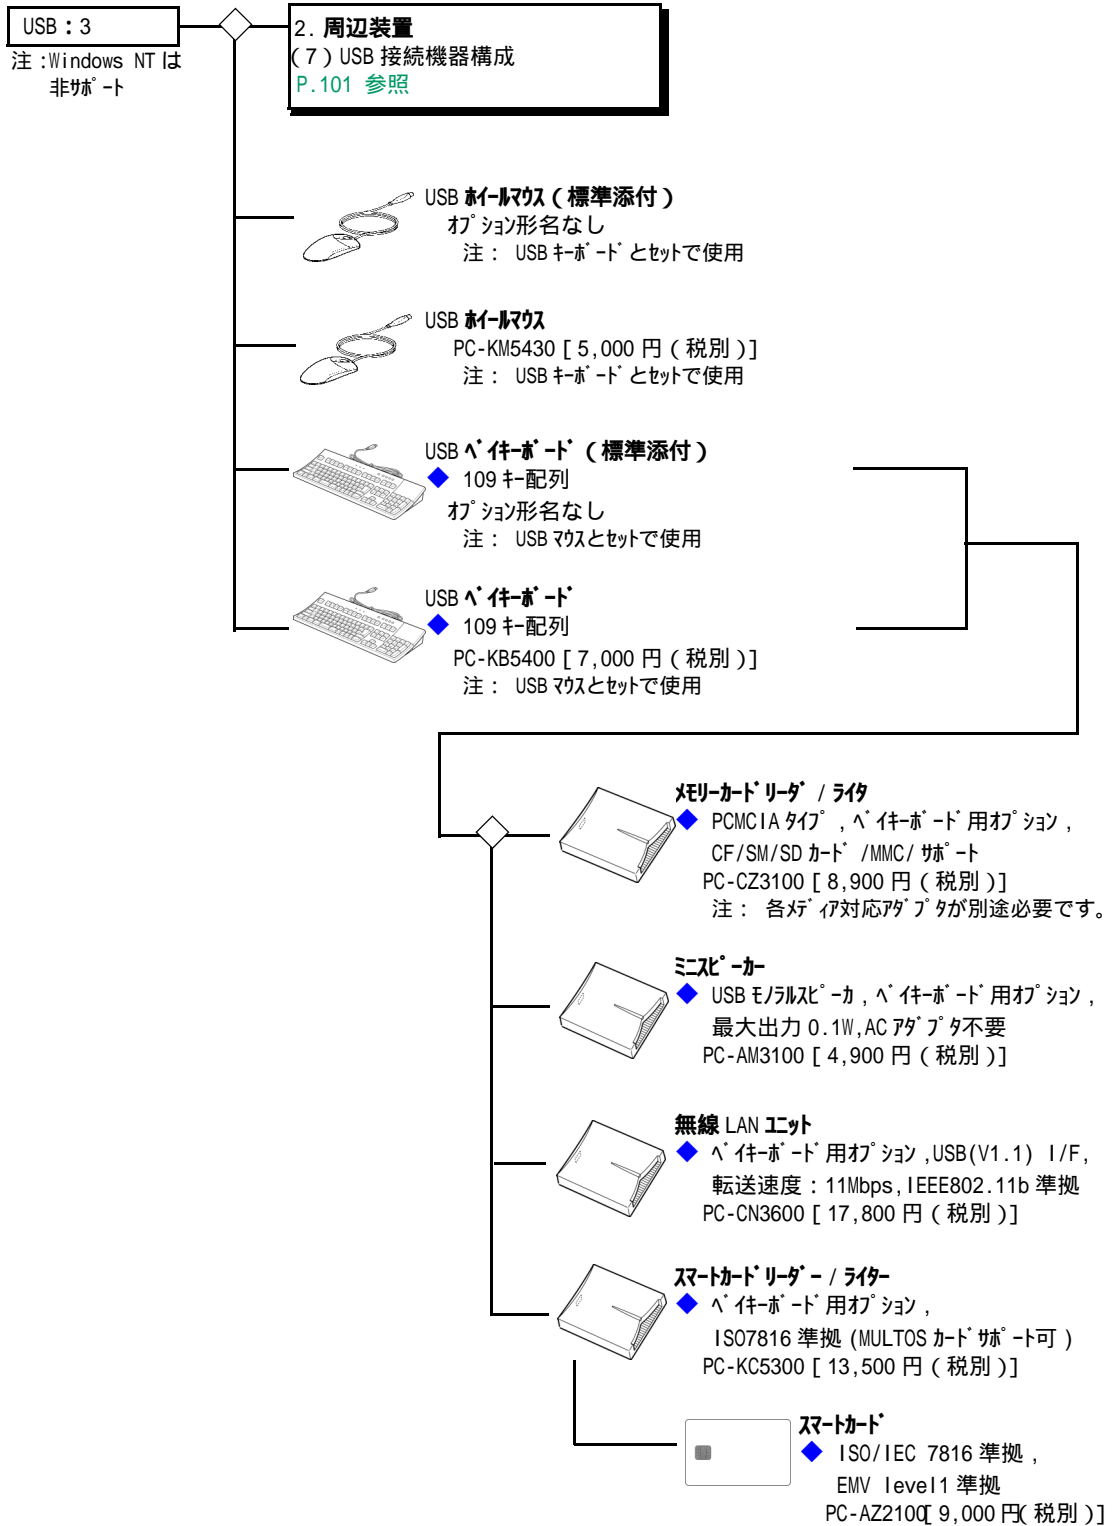 USB：3
注：Windows NT は
非ｻﾎﾟｰﾄ
2. 周辺装置
(7) USB 接続機器構成
P.101 参照
USB ﾎｲｰﾙﾏｳｽ（標準添付）
ｵﾌﾟｼｮﾝ形名なし
注： USB ｷｰﾎﾞｰﾄﾞとｾｯﾄで使用
USB ﾎｲｰﾙﾏｳｽ
PC-KM5430 [ 5,000 円（税別）]
注： USB ｷｰﾎﾞｰﾄﾞとｾｯﾄで使用
USB ﾍﾞｲｷｰﾎﾞｰﾄﾞ（標準添付）
◆ 109 ｷｰ配列
ｵﾌﾟｼｮﾝ形名なし
注： USB ﾏｳｽとｾｯﾄで使用
USB ﾍﾞｲｷｰﾎﾞｰﾄﾞ
◆ 109 ｷｰ配列
PC-KB5400 [ 7,000 円（税別）]
注： USB ﾏｳｽとｾｯﾄで使用
ﾒﾓﾘｰｶｰﾄﾞﾘｰﾀﾞ / ﾗｲﾀ
◆ PCMCIA ﾀｲﾌﾟ, ﾍﾞｲｷｰﾎﾞｰﾄﾞ用ｵﾌﾟｼｮﾝ,
CF/SM/SD ｶｰﾄﾞ /MMC/ ｻﾎﾟｰﾄ
PC-CZ3100 [ 8,900 円（税別）]
注： 各ﾒﾃﾞｨｱ対応ｱﾀﾞﾌﾟﾀが別途必要です。
ﾐﾆｽﾋﾟｰｶｰ
◆ USB ﾓﾉﾗﾙｽﾋﾟｰｶ, ﾍﾞｲｷｰﾎﾞｰﾄﾞ用ｵﾌﾟｼｮﾝ,
最大出力 0.1W,AC ｱﾀﾞﾌﾟﾀ不要
PC-AM3100 [ 4,900 円（税別）]
無線 LAN ﾕﾆｯﾄ
◆ ﾍﾞｲｷｰﾎﾞｰﾄﾞ用ｵﾌﾟｼｮﾝ,USB(V1.1) I/F,
転送速度：11Mbps,IEEE802.11b 準拠
PC-CN3600 [ 17,800 円（税別）]
ｽﾏｰﾄｶｰﾄﾞﾘｰﾀﾞｰ / ﾗｲﾀｰ
◆ ﾍﾞｲｷｰﾎﾞｰﾄﾞ用ｵﾌﾟｼｮﾝ,
ISO7816 準拠 (MULTOS ｶｰﾄﾞｻﾎﾟｰﾄ可)
PC-KC5300 [ 13,500 円（税別）]
ｽﾏｰﾄｶｰﾄﾞ
◆ ISO/IEC 7816 準拠,
EMV level1 準拠
PC-AZ2100[ 9,000 円（税別）]